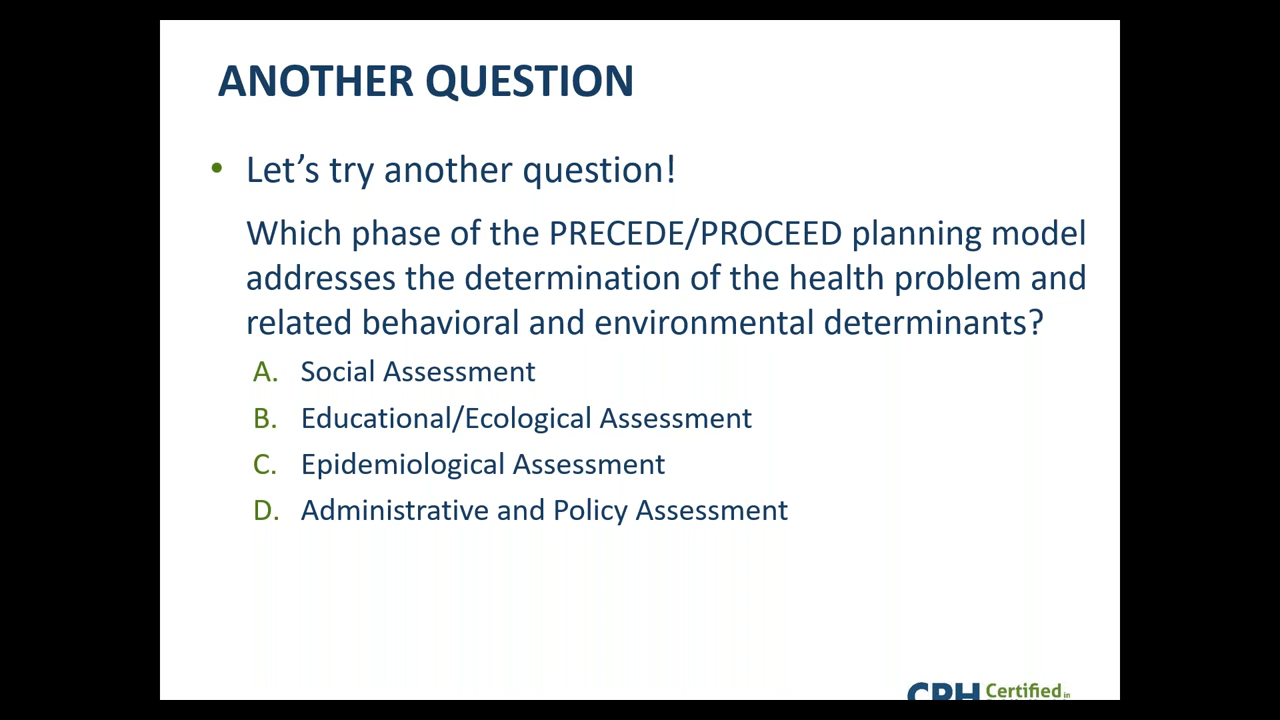 ANOTHER QUESTION
• Let’s try another question!
Which phase of the PRECEDE/PROCEED planning model
addresses the determination of the health problem and
related behavioral and environmental determinants?
A. Social Assessment
B. Educational/Ecological Assessment
C. Epidemiological Assessment
D. Administrative and Policy Assessment
CPH Certified in